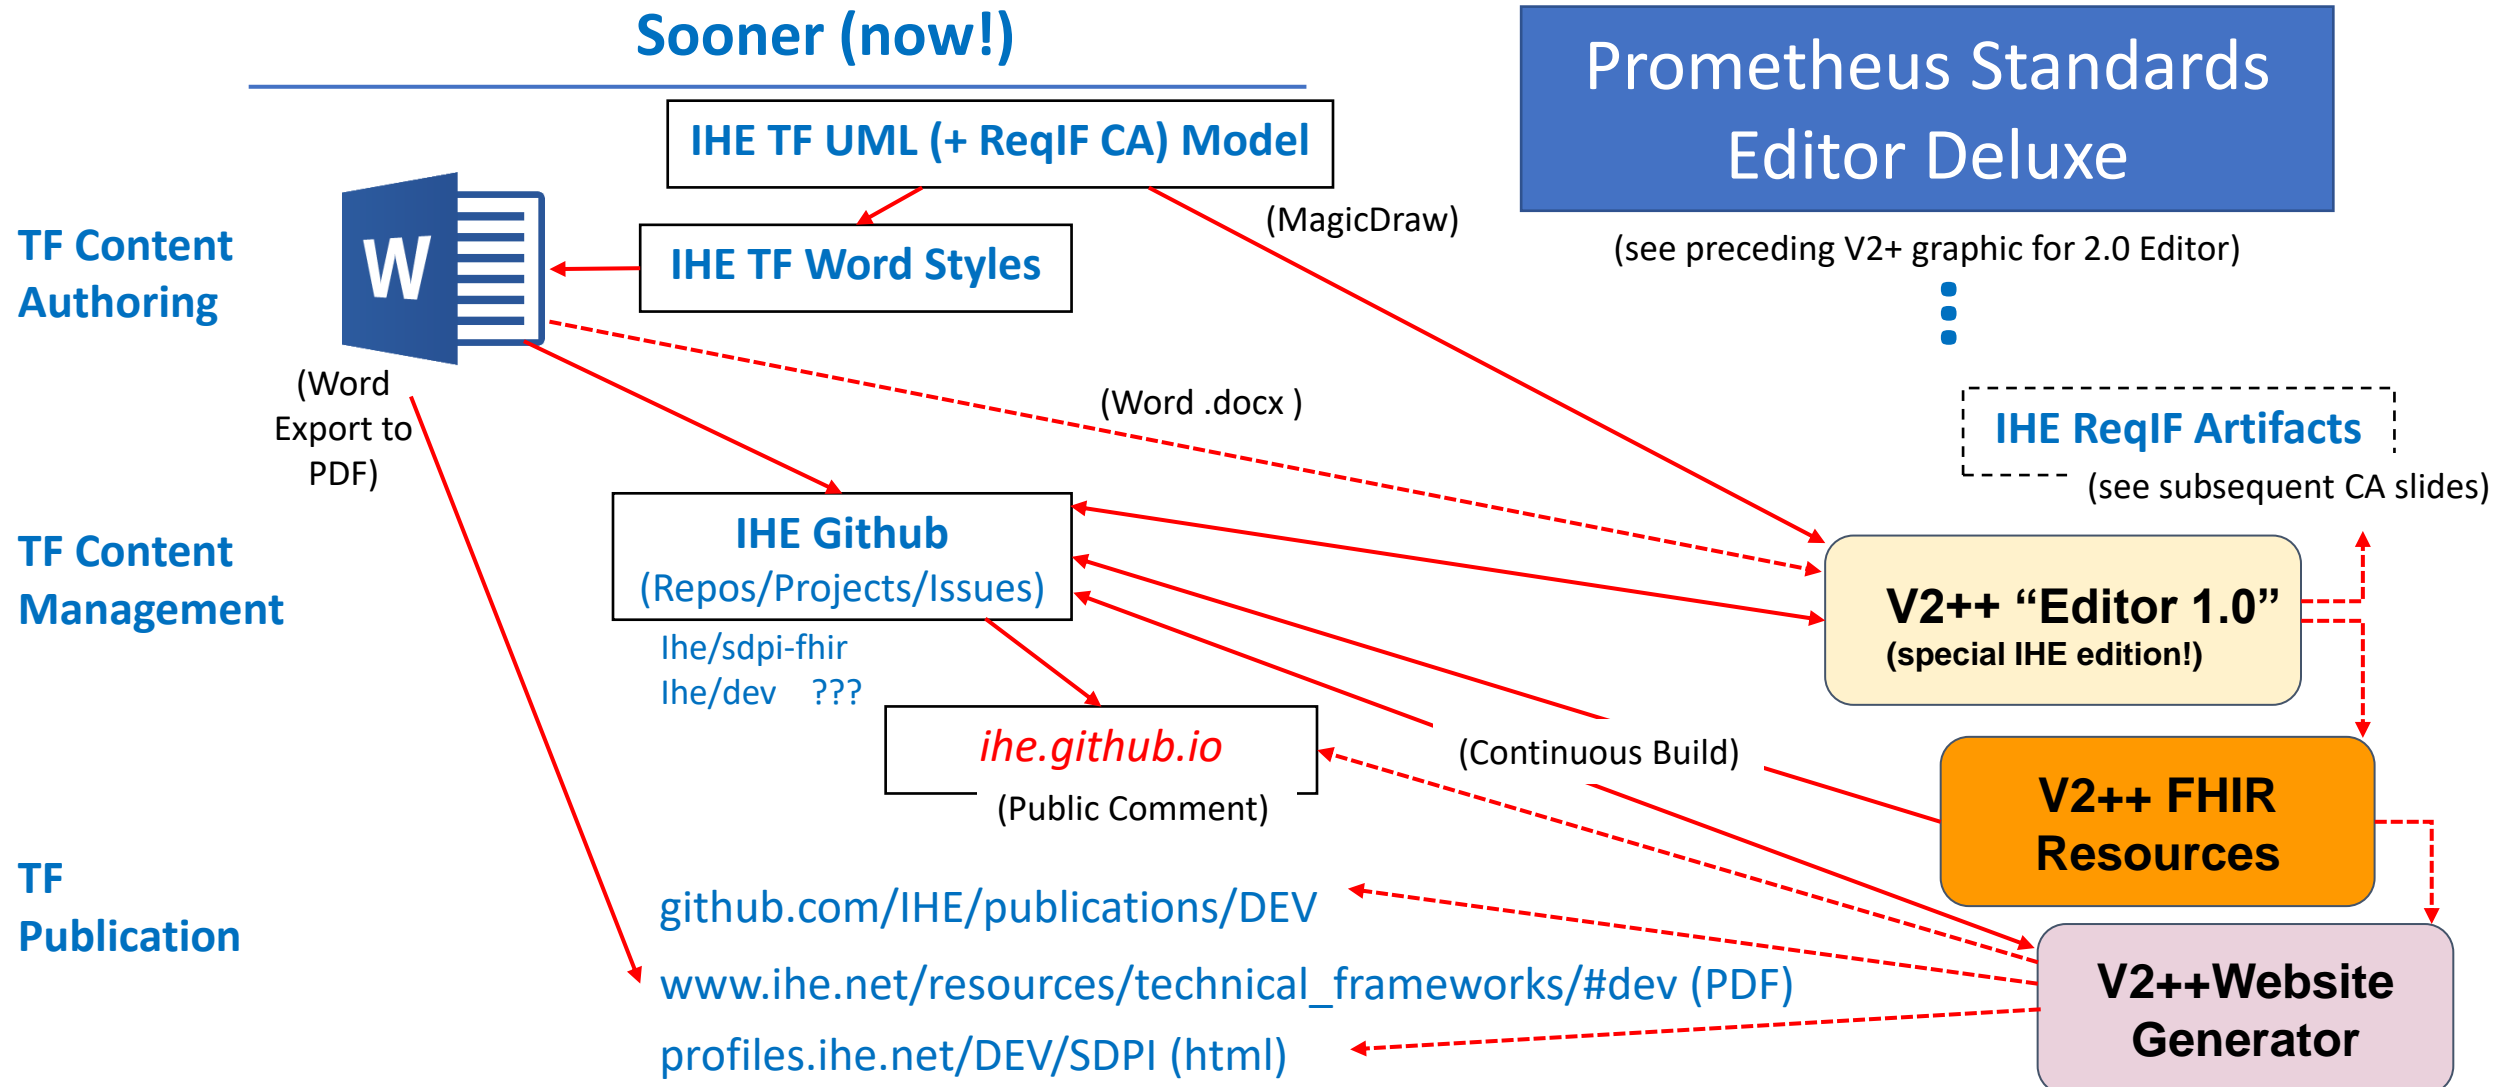 Sooner (now!)
Prometheus Standards
Editor Deluxe
(see preceding V2+ graphic for 2.0 Editor)
IHE TF UML (+ ReqIF CA) Model
(MagicDraw)
TF Content
Authoring
W
IHE TF Word Styles
(Word
Export to
PDF)
(Word .docx )
IHE ReqIF Artifacts
(see subsequent CA slides)
TF Content
Management
IHE Github
(Repos/Projects/Issues)
Ihe/sdpi-fhir
Ihe/dev ???
V2++ “Editor 1.0”
(special IHE edition!)
ihe.github.io
(Public Comment)
(Continuous Build)
V2++ FHIR
Resources
TF
Publication
github.com/IHE/publications/DEV
www.ihe.net/resources/technical_frameworks/#dev (PDF)
profiles.ihe.net/DEV/SDPI (html)
V2++Website
Generator